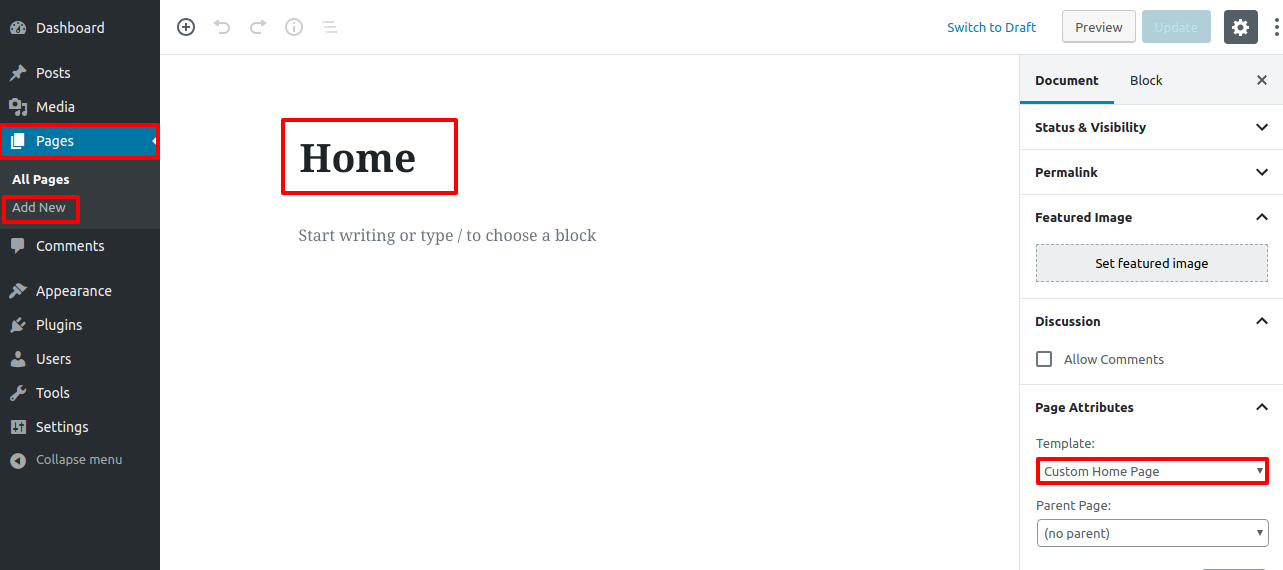 Dashboard
Posts
Media
Pages
All Pages
Add New
Comments
Appearance
Plugins
Users
Tools
Settings
Collapse menu
Switch to Draft
Preview
Update
Home
Start writing or type / to choose a block
Document
Block
Status & Visibility
Permalink
Featured Image
Set featured image
Discussion
Allow Comments
Page Attributes
Template:
Custom Home Page
Parent Page:
(no parent)